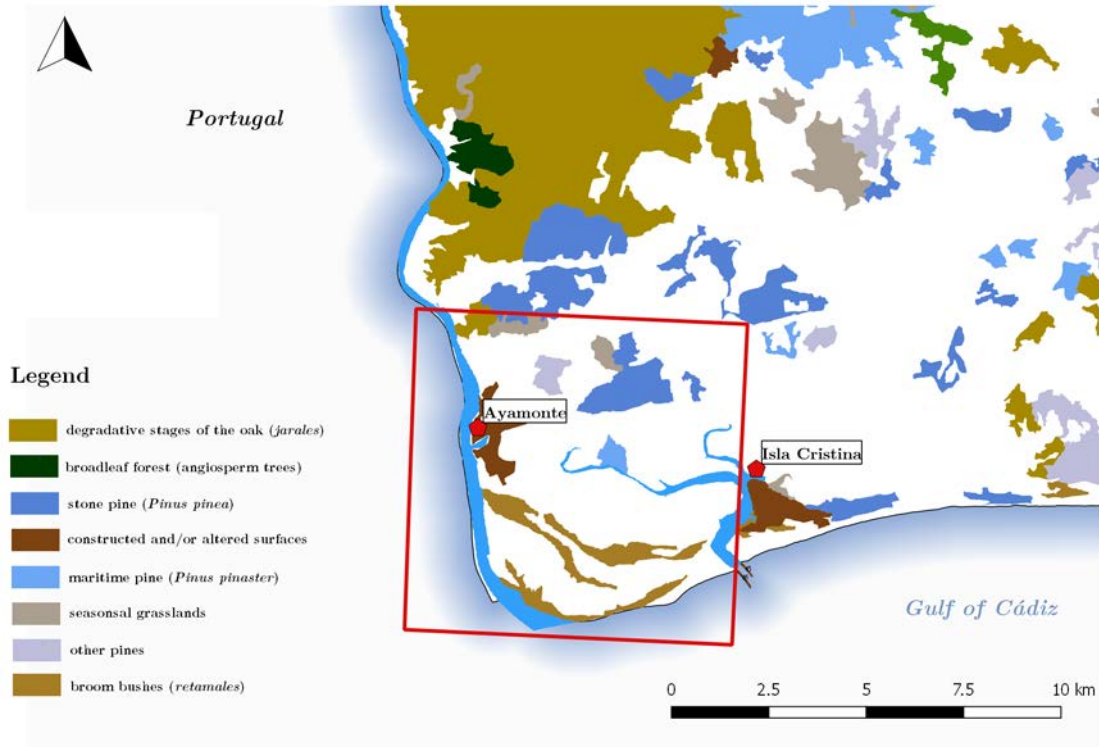 Portugal
Legend
degradative stages of the oak (jarales)
broadleaf forest (angiosperm trees)
stone pine (Pinus pinea)
constructed and/or altered surfaces
maritime pine (Pinus pinaster)
seasonsal grasslands
other pines
broom bushes (retamales)
Ayamonte
Isla Cristina
Gulf of Cádiz
0 2.5 5 7.5 10 km